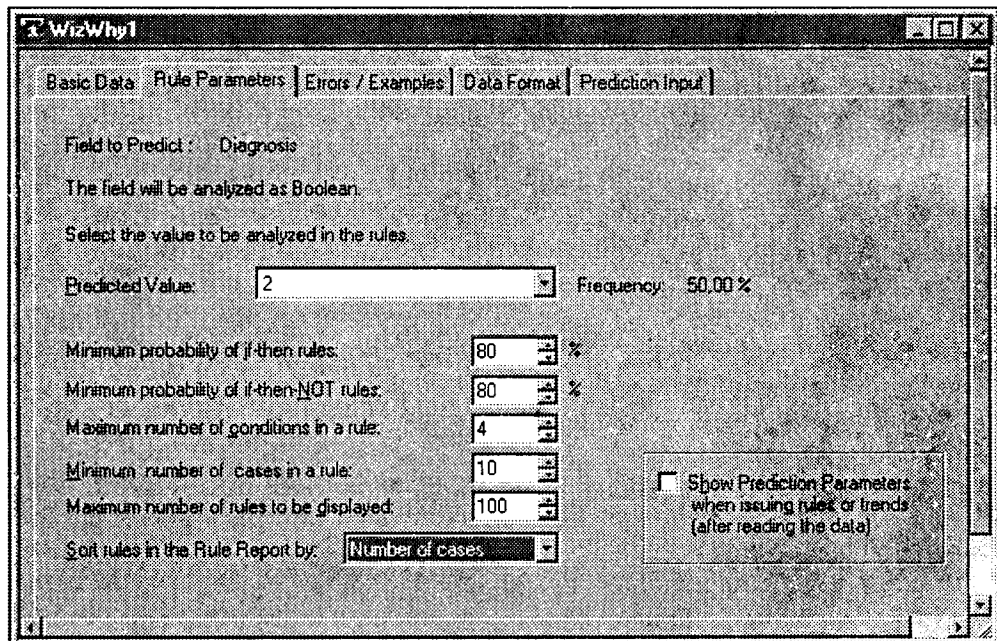 WizWhy1
Basic Data Rule Parameters Errors / Examples Data Format Prediction Input
Field to Predict : Diagnosis
The field will be analyzed as Boolean.
Select the value to be analyzed in the rules.
Predicted Value: 2 Frequency: 50,00 %
Minimum probability of if-then rules: 80 %
Minimum probability of if-then-NOT rules: 80 %
Maximum number of conditions in a rule: 4
Minimum number of cases in a rule: 10
Maximum number of rules to be displayed: 100
Sort rules in the Rule Report by: Number of cases
Show Prediction Parameters
when issuing rules or trends
(after reading the data)